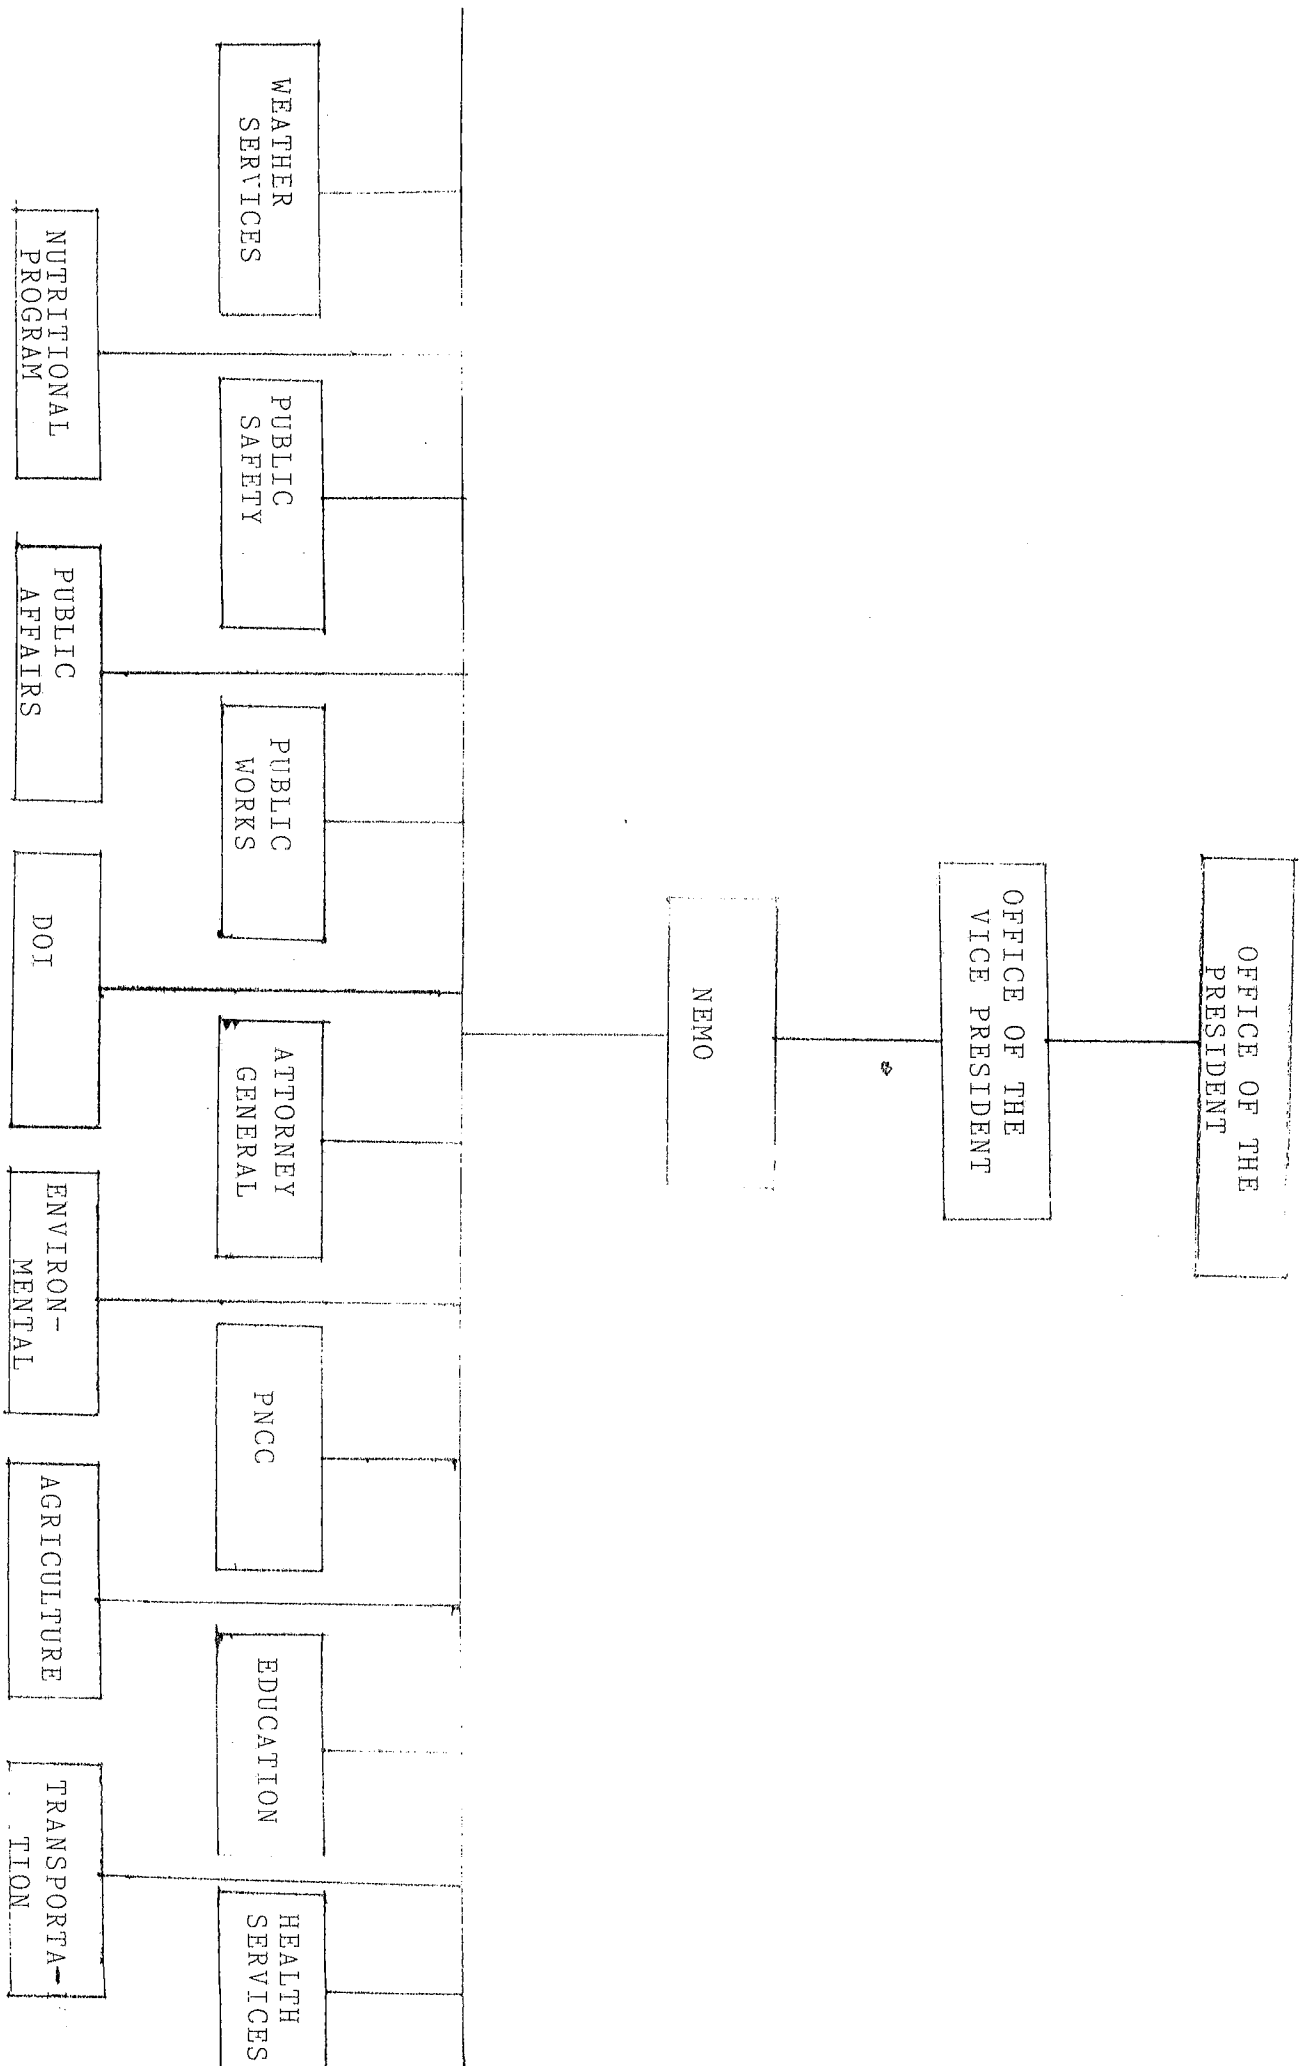 OFFICE OF THE
PRESIDENT
OFFICE OF THE
VICE PRESIDENT
NEMO
WEATHER
SERVICES
PUBLIC
SAFETY
PUBLIC
WORKS
ATTORNEY
GENERAL
PNCC
EDUCATION
HEALTH
SERVICES
NUTRITIONAL
PROGRAM
PUBLIC
AFFAIRS
DOI
ENVIRON-
MENTAL
AGRICULTURE
TRANSPORTA-
TION